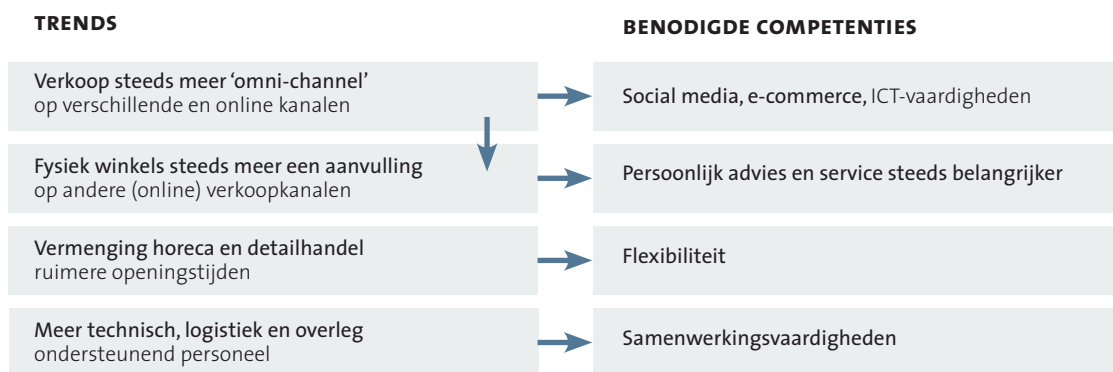 TRENDS
BENODIGDE COMPETENTIES
Verkoop steeds meer ‘omni-channel’
op verschillende en online kanalen
Social media, e-commerce, ICT-vaardigheden
Fysiek winkels steeds meer een aanvulling
op andere (online) verkoopkanalen
Persoonlijk advies en service steeds belangrijker
Vermenging horeca en detailhandel
ruimere openingstijden
Flexibiliteit
Meer technisch, logistiek en overleg
ondersteunend personeel
Samenwerkingsvaardigheden